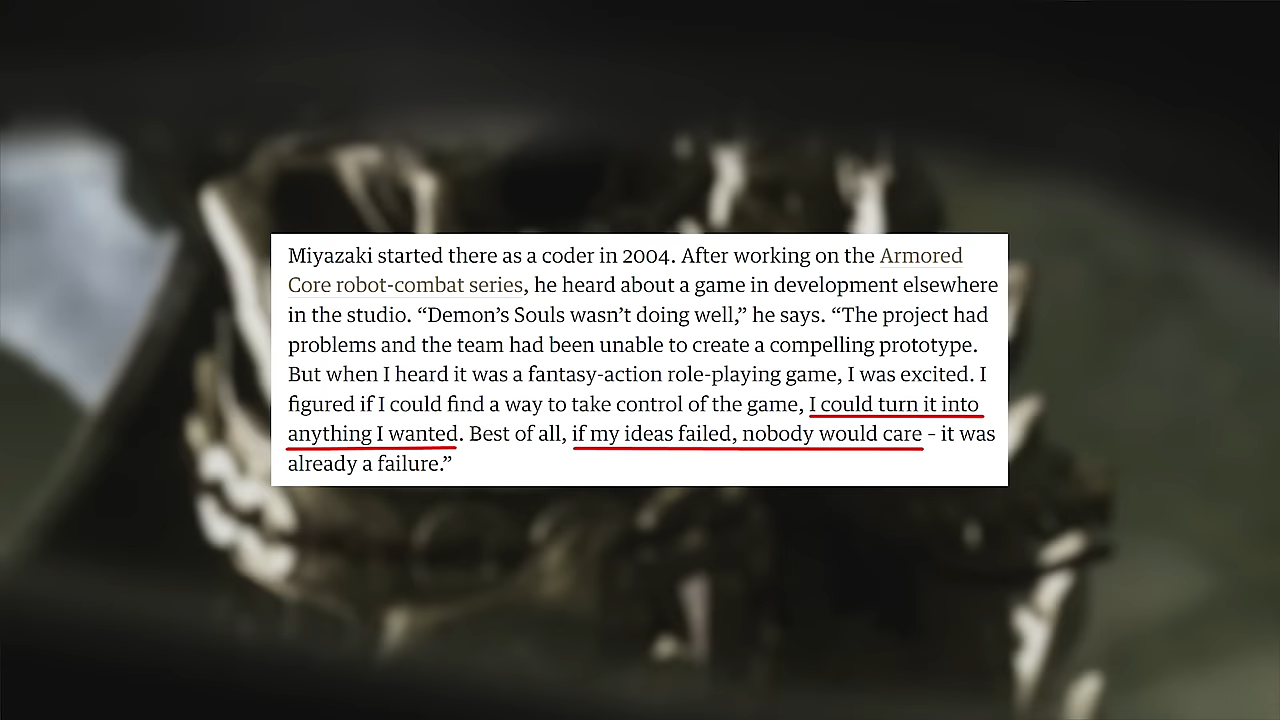 Miyazaki started there as a coder in 2004. After working on the Armored
Core robot-combat series, he heard about a game in development elsewhere
in the studio. “Demon’s Souls wasn’t doing well,” he says. “The project had
problems and the team had been unable to create a compelling prototype.
But when I heard it was a fantasy-action role-playing game, I was excited. I
figured if I could find a way to take control of the game, I could turn it into
anything I wanted. Best of all, if my ideas failed, nobody would care – it was
already a failure.”